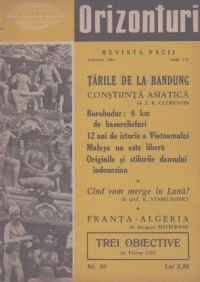 Orizonturi
REVISTA PĂCII
ȚĂRILE DE LA BANDUNG
CONȘTIINȚĂ ASIATICĂ
de J. R. CLEMENTIN
Borobudur: 6 km
de basoreliefuri
12 ani de istorie a Vietnamului
Malaya nu este liberă
Originile și stilurile dansului
indonezian
Cînd vom merge în Lună?
de prof. K. STANIUKOVICI
FRANȚA-ALGERIA
de Jacques MITTERAND
TREI OBIECTIVE
de Pierre COT
Nr.
Lei 2,50